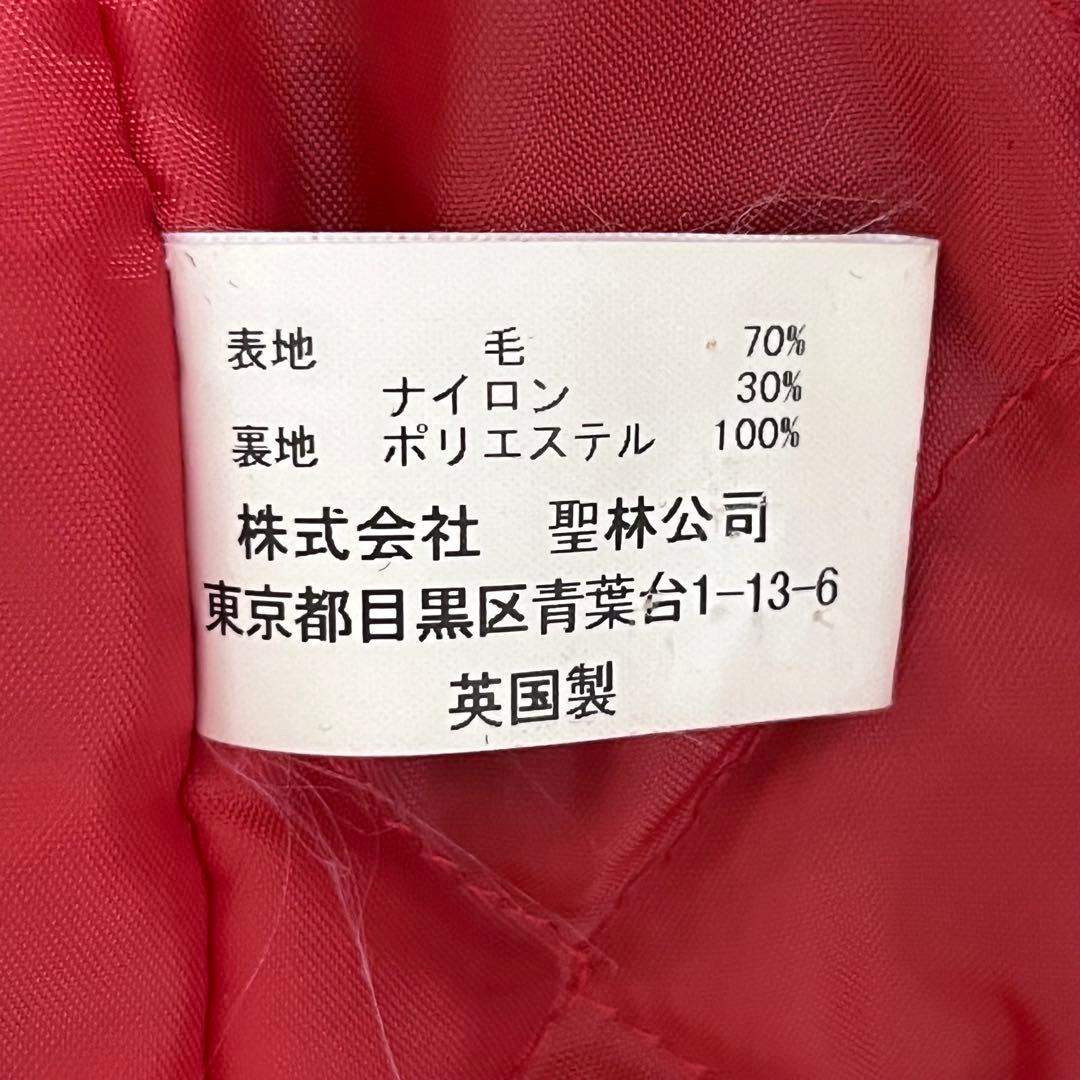 表地 毛 70%
ナイロン 30%
裏地 ポリエステル 100%
株式会社 聖林公司
東京都目黒区青葉台1-13-6
英国製